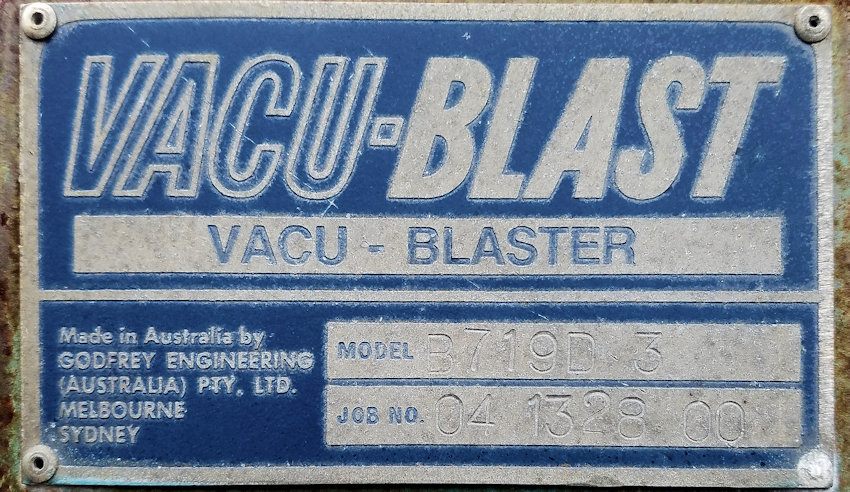 VACU-BLAST
VACU - BLASTER
Made in Australia by
GODFREY ENGINEERING
(AUSTRALIA) PTY. LTD.
MELBOURNE
SYDNEY
MODEL B719D 3
JOB NO. 04 1328 00